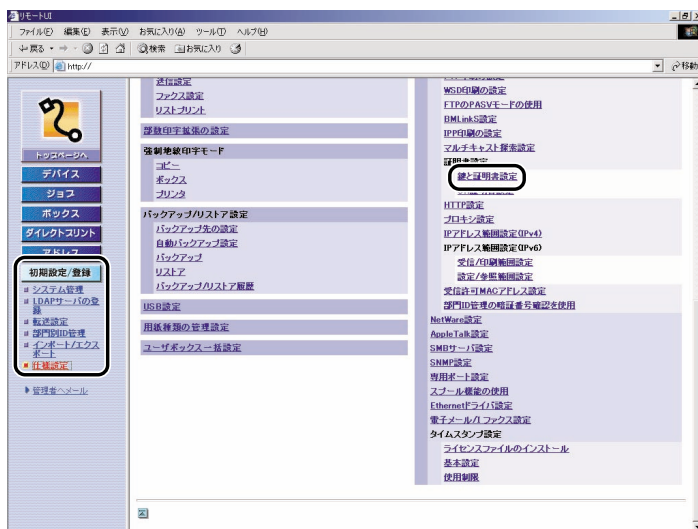 リモートUI
ファイル(F) 編集(E) 表示(V) お気に入り(A) ツール(T) ヘルプ(H)
戻る 検索 お気に入り
アドレス(D) http:// 移動
トップページへ
デバイス
ジョブ
ボックス
ダイレクトプリント
アドレス
初期設定/登録
システム管理
LDAPサーバの登
録
転送設定
部門別ID管理
インポート/エクス
ポート
仕様設定
管理者へメール
送信設定
ファクス設定
リストプリント
部数印字拡張の設定
強制地紋印字モード
コピー
ボックス
プリンタ
バックアップ/リストア設定
バックアップ先の設定
自動バックアップ設定
バックアップ
リストア
バックアップ/リストア履歴
USB設定
用紙種類の管理設定
ユーザボックス一括設定
WSD印刷の設定
FTPのPASVモードの使用
BMLinkS設定
IPP印刷の設定
マルチキャスト探索設定
証明書設定
鍵と証明書設定
HTTP設定
プロキシ設定
IPアドレス範囲設定(IPv4)
IPアドレス範囲設定(IPv6)
受信/印刷範囲設定
設定/参照範囲設定
受信許可MACアドレス設定
部門ID管理の暗証番号確認を使用
NetWare設定
AppleTalk設定
SMBサーバ設定
SNMP設定
専用ポート設定
スプール機能の使用
Ethernetドライバ設定
電子メール/I ファクス設定
タイムスタンプ設定
ライセンスファイルのインストール
基本設定
使用制限